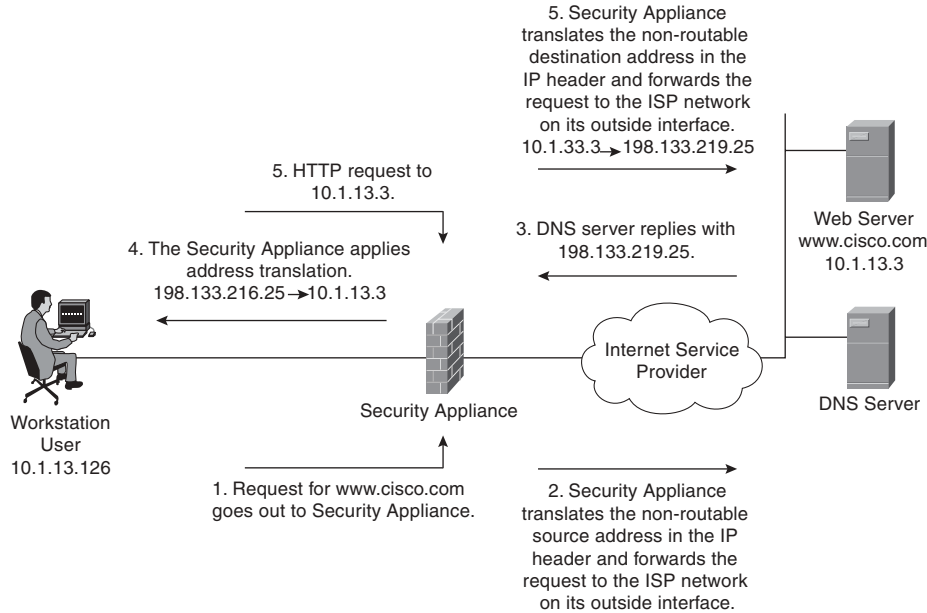 5. Security Appliance
translates the non-routable
destination address in the
IP header and forwards the
request to the ISP network
on its outside interface.
10.1.33.3→198.133.219.25
5. HTTP request to
10.1.13.3.
4. The Security Appliance applies
address translation.
198.133.216.25→10.1.13.3
3. DNS server replies with
198.133.219.25.
Web Server
www.cisco.com
10.1.13.3
Internet Service
Provider
Security Appliance
DNS Server
Workstation
User
10.1.13.126
1. Request for www.cisco.com
goes out to Security Appliance.
2. Security Appliance
translates the non-routable
source address in the IP
header and forwards the
request to the ISP network
on its outside interface.